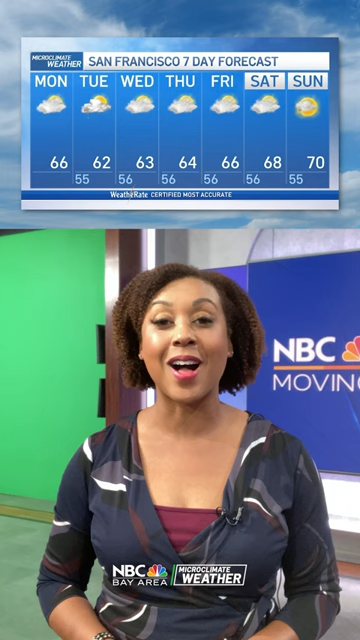 MICROCLIMATE
WEATHER
SAN FRANCISCO 7 DAY FORECAST
MON TUE WED THU FRI SAT SUN
66 62 63 64 66 68 70
55 56 56 56 56 55
WeatheRate CERTIFIED MOST ACCURATE
NBC
MOVING
NBC
BAY AREA
MICROCLIMATE
WEATHER